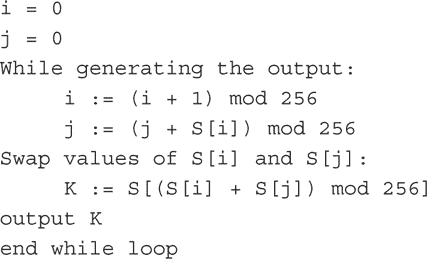 i = 0
j = 0
While generating the output:
i := (i + 1) mod 256
j := (j + S[i]) mod 256
Swap values of S[i] and S[j]:
K := S[(S[i] + S[j]) mod 256]
output K
end while loop